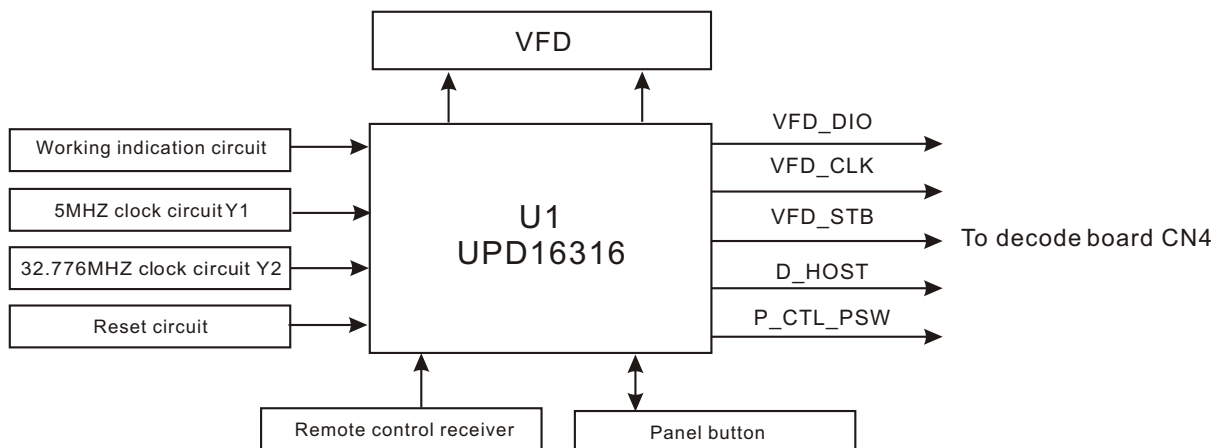 VFD
Working indication circuit
5MHZ clock circuit Y1
32.776MHZ clock circuit Y2
Reset circuit
U1
UPD16316
VFD_DIO
VFD_CLK
VFD_STB
D_HOST
P_CTL_PSW
To decode board CN4
Remote control receiver
Panel button